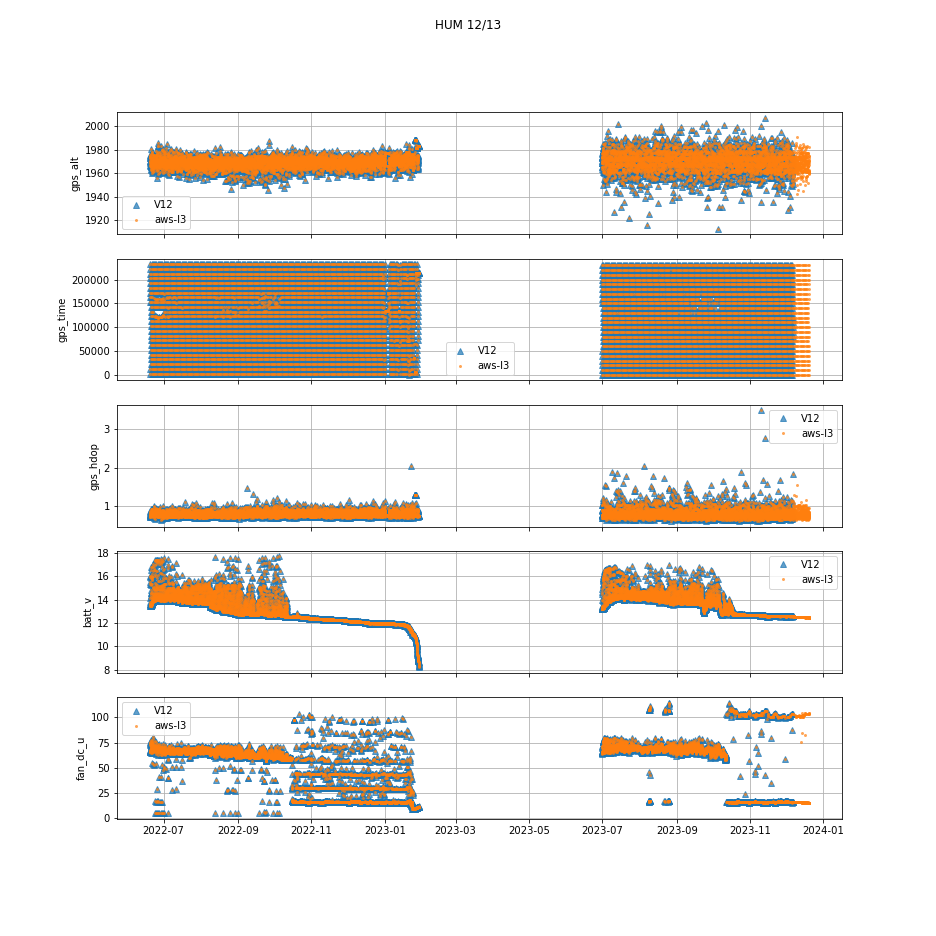 HUM 12/13
2000
1980
1960
1940
1920
gps_alt
V12
aws-l3
200000
150000
100000
50000
0
gps_time
V12
aws-l3
3
2
1
gps_hdop
V12
aws-l3
18
16
14
12
10
8
batt_v
V12
aws-l3
100
75
50
25
0
fan_dc_u
V12
aws-l3
2022-07 2022-09 2022-11 2023-01 2023-03 2023-05 2023-07 2023-09 2023-11 2024-01